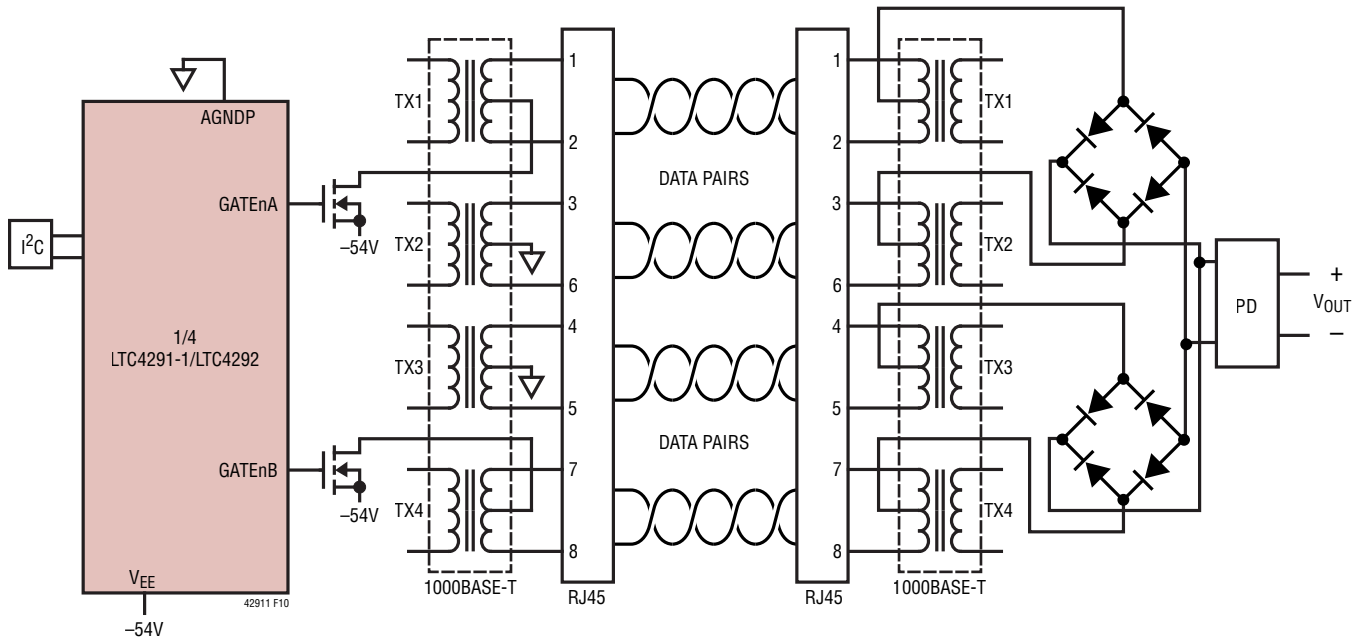 AGNDP
GATEnA
I²C
1/4
LTC4291-1/LTC4292
GATEnB
VEE
42911 F10
–54V
–54V
–54V
TX1
TX2
TX3
TX4
1000BASE-T
1
2
3
6
4
5
7
8
RJ45
DATA PAIRS
DATA PAIRS
1
2
3
6
4
5
7
8
RJ45
TX1
TX2
TX3
TX4
1000BASE-T
PD
+
VOUT
–